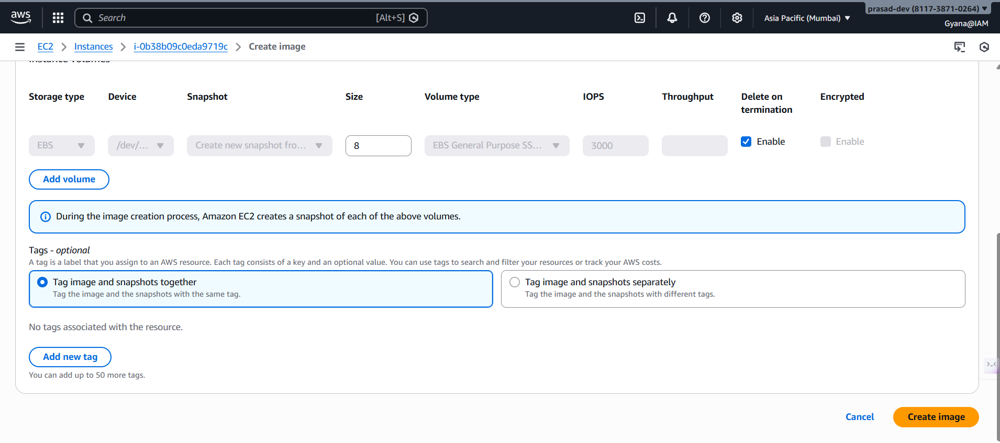 aws
Search [Alt+S]
Asia Pacific (Mumbai)
prasad-dev (8117-3871-0264)
Gyana@IAM
EC2 Instances i-0b38b09c0eda9719c Create image
Instance volumes
Storage type Device Snapshot Size Volume type IOPS Throughput Delete on termination Encrypted
EBS /dev/... Create new snapshot fro... 8 EBS General Purpose SS... 3000 Enable Enable
Add volume
During the image creation process, Amazon EC2 creates a snapshot of each of the above volumes.
Tags - optional
A tag is a label that you assign to an AWS resource. Each tag consists of a key and an optional value. You can use tags to search and filter your resources or track your AWS costs.
Tag image and snapshots together
Tag the image and the snapshots with the same tag.
Tag image and snapshots separately
Tag the image and the snapshots with different tags.
No tags associated with the resource.
Add new tag
You can add up to 50 more tags.
Cancel Create image